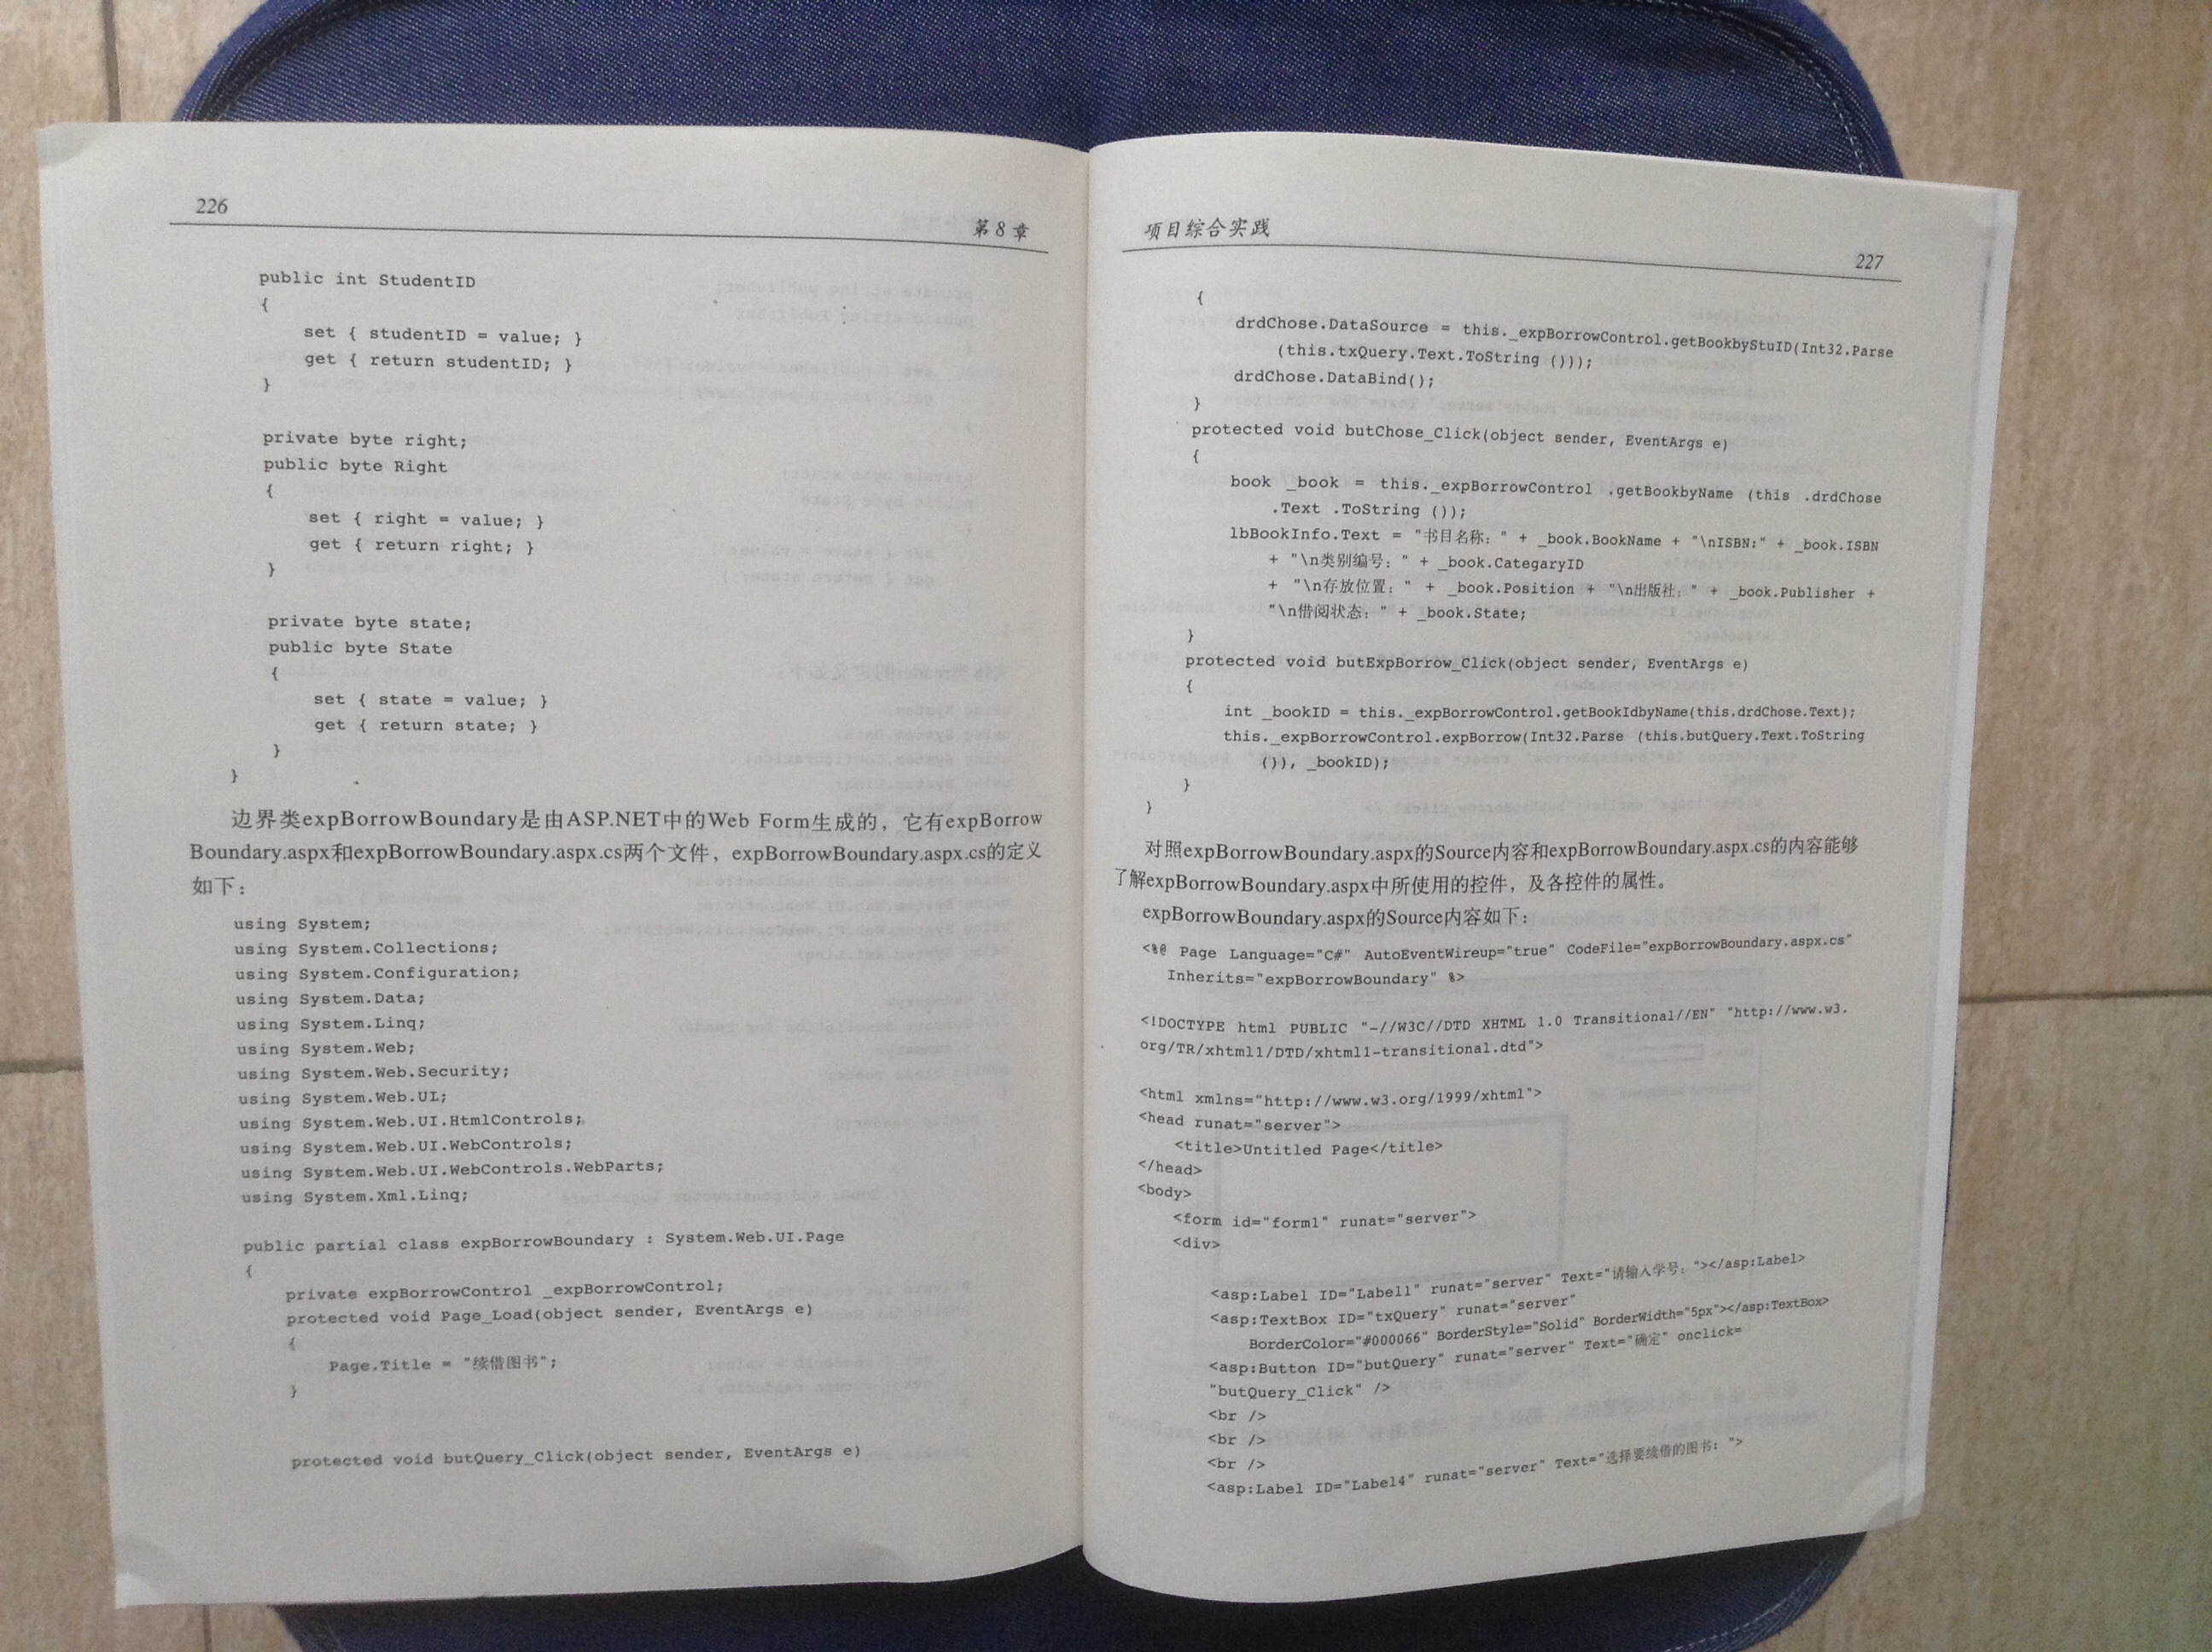 226
第8章
public int StudentID
{
set { studentID = value; }
get { return studentID; }
}
private byte right;
public byte Right
{
set { right = value; }
get { return right; }
}
private byte state;
public byte State
{
set { state = value; }
get { return state; }
}
}
边界类expBorrowBoundary是由ASP.NET中的Web Form生成的，它有expBorrow
Boundary.aspx和expBorrowBoundary.aspx.cs两个文件，expBorrowBoundary.aspx.cs的定义
如下：
using System;
using System.Collections;
using System.Configuration;
using System.Data;
using System.Linq;
using System.Web;
using System.Web.Security;
using System.Web.UI;
using System.Web.UI.HtmlControls;
using System.Web.UI.WebControls;
using System.Web.UI.WebControls.WebParts;
using System.Xml.Linq;
public partial class expBorrowBoundary : System.Web.UI.Page
{
private expBorrowControl _expBorrowControl;
protected void Page_Load(object sender, EventArgs e)
{
Page.Title = "续借图书";
}
protected void butQuery_Click(object sender, EventArgs e)
项目综合实践
227
{
drdChose.DataSource = this._expBorrowControl.getBookbyStuID(Int32.Parse
(this.txQuery.Text.ToString ()));
drdChose.DataBind();
}
protected void butChose_Click(object sender, EventArgs e)
{
book _book = this._expBorrowControl .getBookbyName (this .drdChose
.Text .ToString ());
lbBookInfo.Text = "书目名称：" + _book.BookName + "\nISBN:" + _book.ISBN
+ "\n类别编号：" + _book.CategaryID
+ "\n存放位置：" + _book.Position + "\n出版社：" + _book.Publisher +
"\n借阅状态：" + _book.State;
}
protected void butExpBorrow_Click(object sender, EventArgs e)
{
int _bookID = this._expBorrowControl.getBookIdbyName(this.drdChose.Text);
this._expBorrowControl.expBorrow(Int32.Parse (this.butQuery.Text.ToString
()), _bookID);
}
}
对照expBorrowBoundary.aspx的Source内容和expBorrowBoundary.aspx.cs的内容能够
了解expBorrowBoundary.aspx中所使用的控件，及各控件的属性。
expBorrowBoundary.aspx的Source内容如下：
<%@ Page Language="C#" AutoEventWireup="true" CodeFile="expBorrowBoundary.aspx.cs"
Inherits="expBorrowBoundary" %>
<!DOCTYPE html PUBLIC "-//W3C//DTD XHTML 1.0 Transitional//EN" "http://www.w3.
org/TR/xhtml1/DTD/xhtml1-transitional.dtd">
<html xmlns="http://www.w3.org/1999/xhtml">
<head runat="server">
<title>Untitled Page</title>
</head>
<body>
<form id="form1" runat="server">
<div>
<asp:Label ID="Label1" runat="server" Text="请输入学号："></asp:Label>
<asp:TextBox ID="txQuery" runat="server"
BorderColor="#000066" BorderStyle="Solid" BorderWidth="5px"></asp:TextBox>
<asp:Button ID="butQuery" runat="server" Text="确定" onclick=
"butQuery_Click" />
<br />
<br />
<br />
<asp:Label ID="Label4" runat="server" Text="选择要续借的图书：">